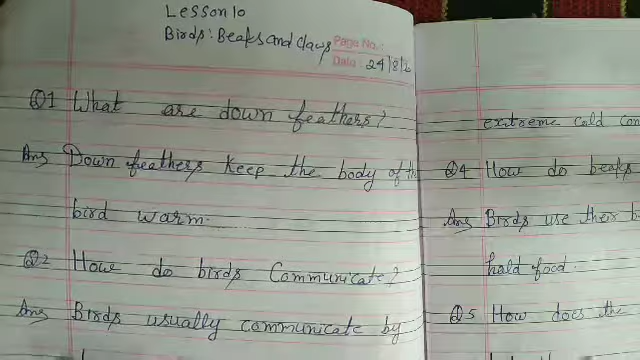 Lesson 10
Birds: Beaks and claws
Page No.
Date: 24/8/2
Q1 What are down feathers?
Ans Down feathers keep the body of th
bird warm.
Q2 How do birds Communicate?
Ans Birds usually communicate by
extreme cold con
Q4 How do beaks
Ans Birds use their b
hold food.
Q5 How does the